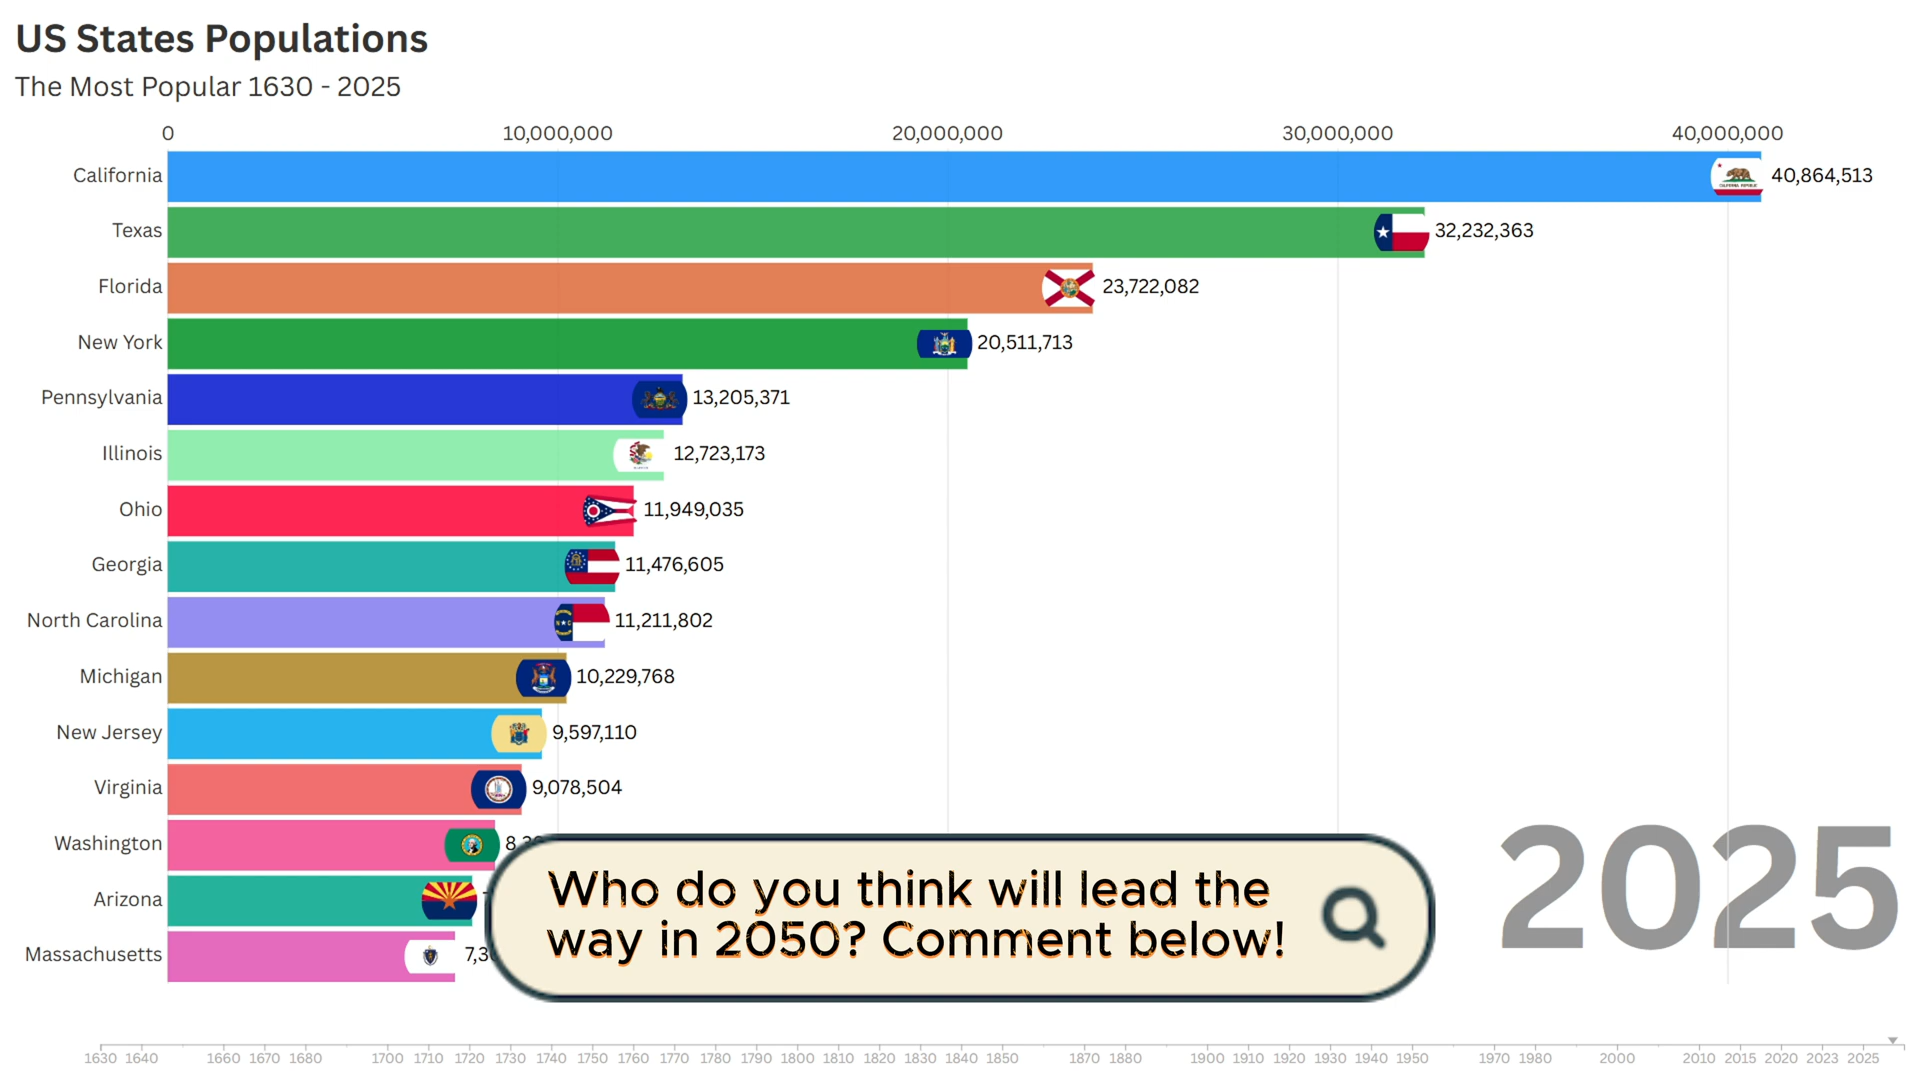 US States Populations
The Most Popular 1630 - 2025
0 10,000,000 20,000,000 30,000,000 40,000,000
California 40,864,513
Texas 32,232,363
Florida 23,722,082
New York 20,511,713
Pennsylvania 13,205,371
Illinois 12,723,173
Ohio 11,949,035
Georgia 11,476,605
North Carolina 11,211,802
Michigan 10,229,768
New Jersey 9,597,110
Virginia 9,078,504
Washington
Arizona
Massachusetts
Who do you think will lead the
way in 2050? Comment below!
2025
1630 1640 1660 1670 1680 1700 1710 1720 1730 1740 1750 1760 1770 1780 1790 1800 1810 1820 1830 1840 1850 1870 1880 1900 1910 1920 1930 1940 1950 1970 1980 2000 2010 2015 2020 2023 2025